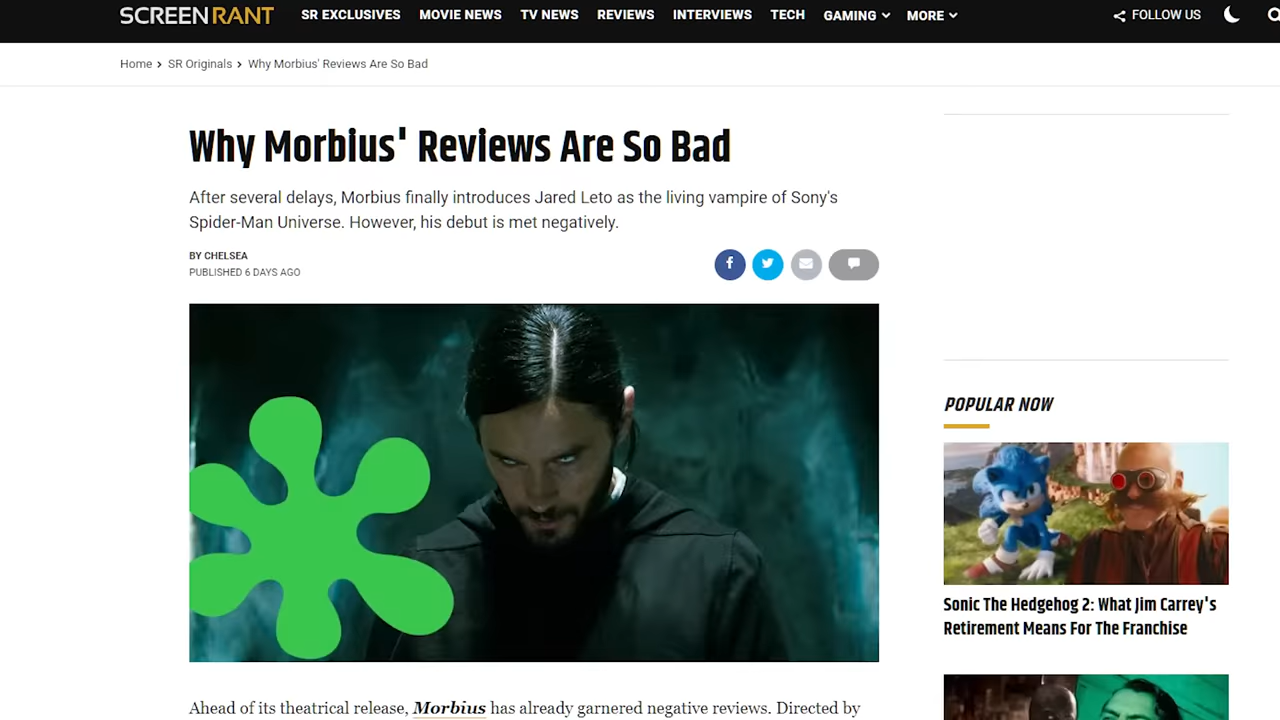 SCREENRANT SR EXCLUSIVES MOVIE NEWS TV NEWS REVIEWS INTERVIEWS TECH GAMING MORE FOLLOW US
Home > SR Originals > Why Morbius' Reviews Are So Bad
Why Morbius' Reviews Are So Bad
After several delays, Morbius finally introduces Jared Leto as the living vampire of Sony's
Spider-Man Universe. However, his debut is met negatively.
BY CHELSEA
PUBLISHED 6 DAYS AGO
Ahead of its theatrical release, Morbius has already garnered negative reviews. Directed by
POPULAR NOW
Sonic The Hedgehog 2: What Jim Carrey's
Retirement Means For The Franchise